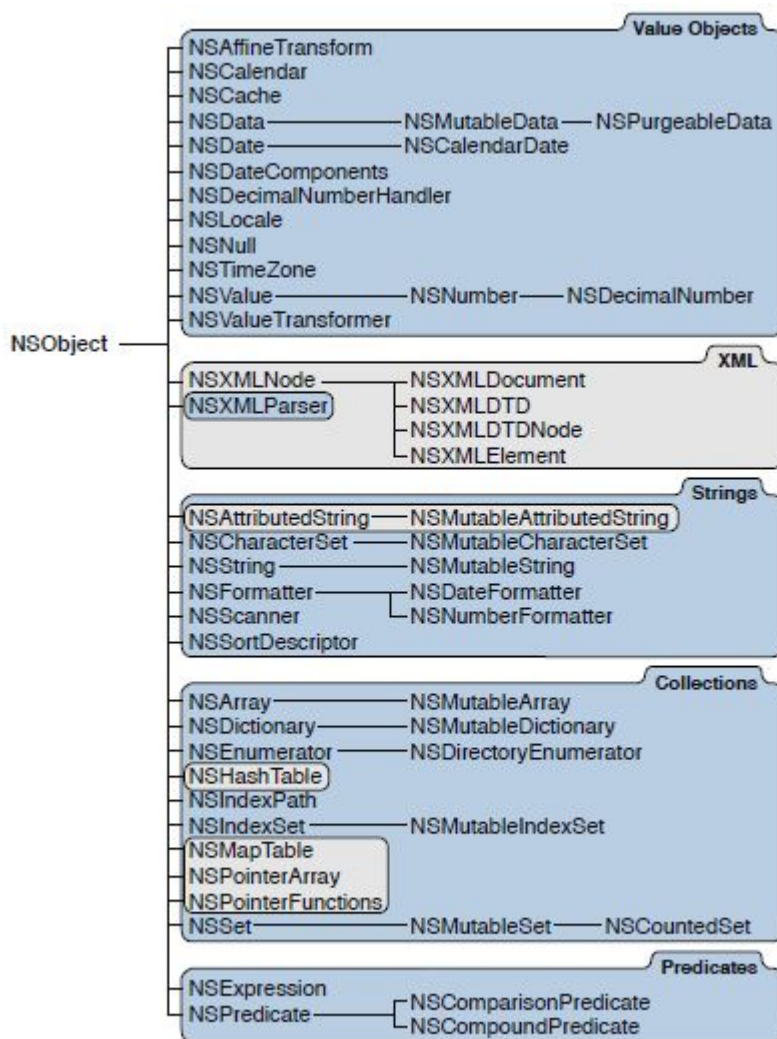 Value Objects
NSAffineTransform
NSCalendar
NSCache
NSData NSMutableData NSPurgeableData
NSDate NSCalendarDate
NSDateComponents
NSDecimalNumberHandler
NSLocale
NSNull
NSTimeZone
NSValue NSNumber NSDecimalNumber
NSValueTransformer
NSObject
XML
NSXMLNode NSXMLDocument
NSXMLParser NSXMLDTD
NSXMLDTDNode
NSXMLElement
Strings
NSAttributedString NSMutableAttributedString
NSCharacterSet NSMutableCharacterSet
NSString NSMutableString
NSFormatter NSDateFormatter
NSScanner NSNumberFormatter
NSSortDescriptor
Collections
NSArray NSMutableArray
NSDictionary NSMutableDictionary
NSEnumerator NSDirectoryEnumerator
NSHashTable
NSIndexPath
NSIndexSet NSMutableIndexSet
NSMapTable
NSPointerArray
NSPointerFunctions
NSSet NSMutableSet NSCountedSet
Predicates
NSExpression
NSPredicate NSComparisonPredicate
NSCompoundPredicate